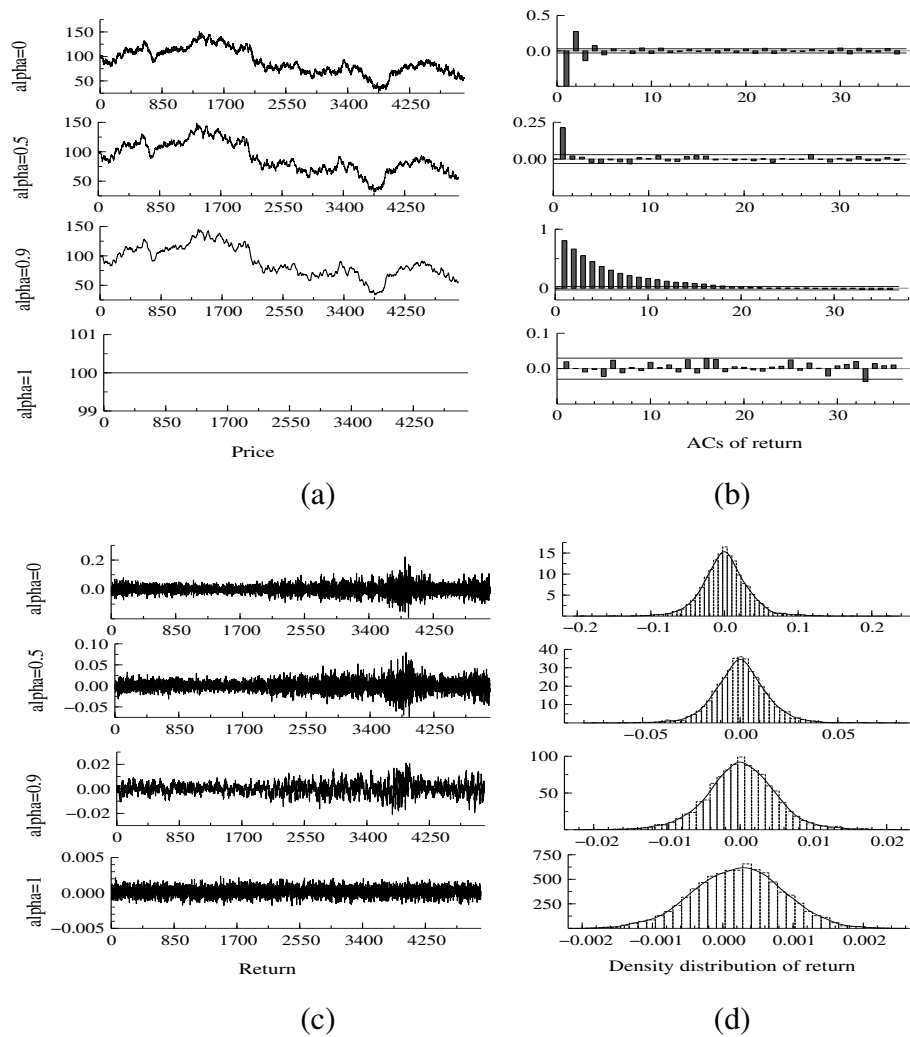 alpha=0
150
100
50
0 850 1700 2550 3400 4250
alpha=0.5
150
100
50
0 850 1700 2550 3400 4250
alpha=0.9
150
100
50
0 850 1700 2550 3400 4250
alpha=1
101
100
99
0 850 1700 2550 3400 4250
Price
(a)
0.5
0.0
0 10 20 30
0.25
0.00
0 10 20 30
1
0
0 10 20 30
0.1
0.0
0 10 20 30
ACs of return
(b)
alpha=0
0.2
0.0
0 850 1700 2550 3400 4250
alpha=0.5
0.10
0.05
0.00
−0.05
0 850 1700 2550 3400 4250
alpha=0.9
0.02
0.00
−0.02
0 850 1700 2550 3400 4250
alpha=1
0.005
0.000
−0.005
0 850 1700 2550 3400 4250
Return
(c)
15
10
5
−0.2 −0.1 0.0 0.1 0.2
40
30
20
10
−0.05 0.00 0.05
100
50
−0.02 −0.01 0.00 0.01 0.02
750
500
250
−0.002 −0.001 0.000 0.001 0.002
Density distribution of return
(d)